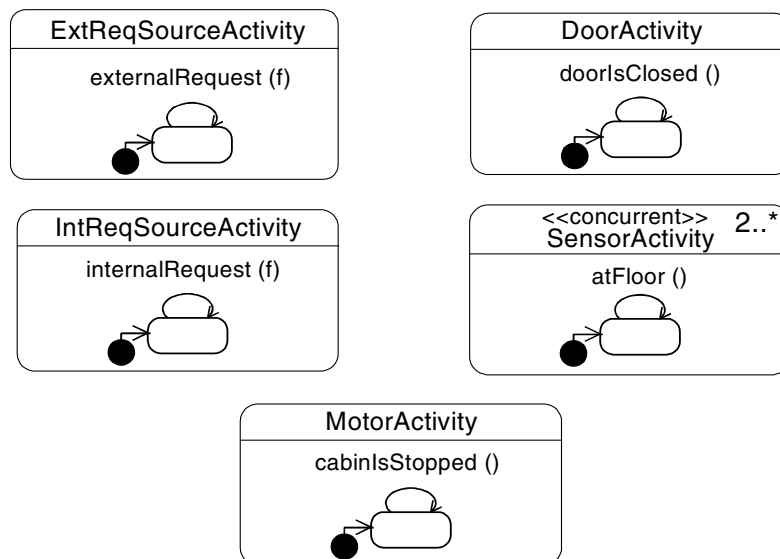 ExtReqSourceActivity
externalRequest (f)
DoorActivity
doorIsClosed ()
IntReqSourceActivity
internalRequest (f)
<<concurrent>> 2..*
SensorActivity
atFloor ()
MotorActivity
cabinIsStopped ()